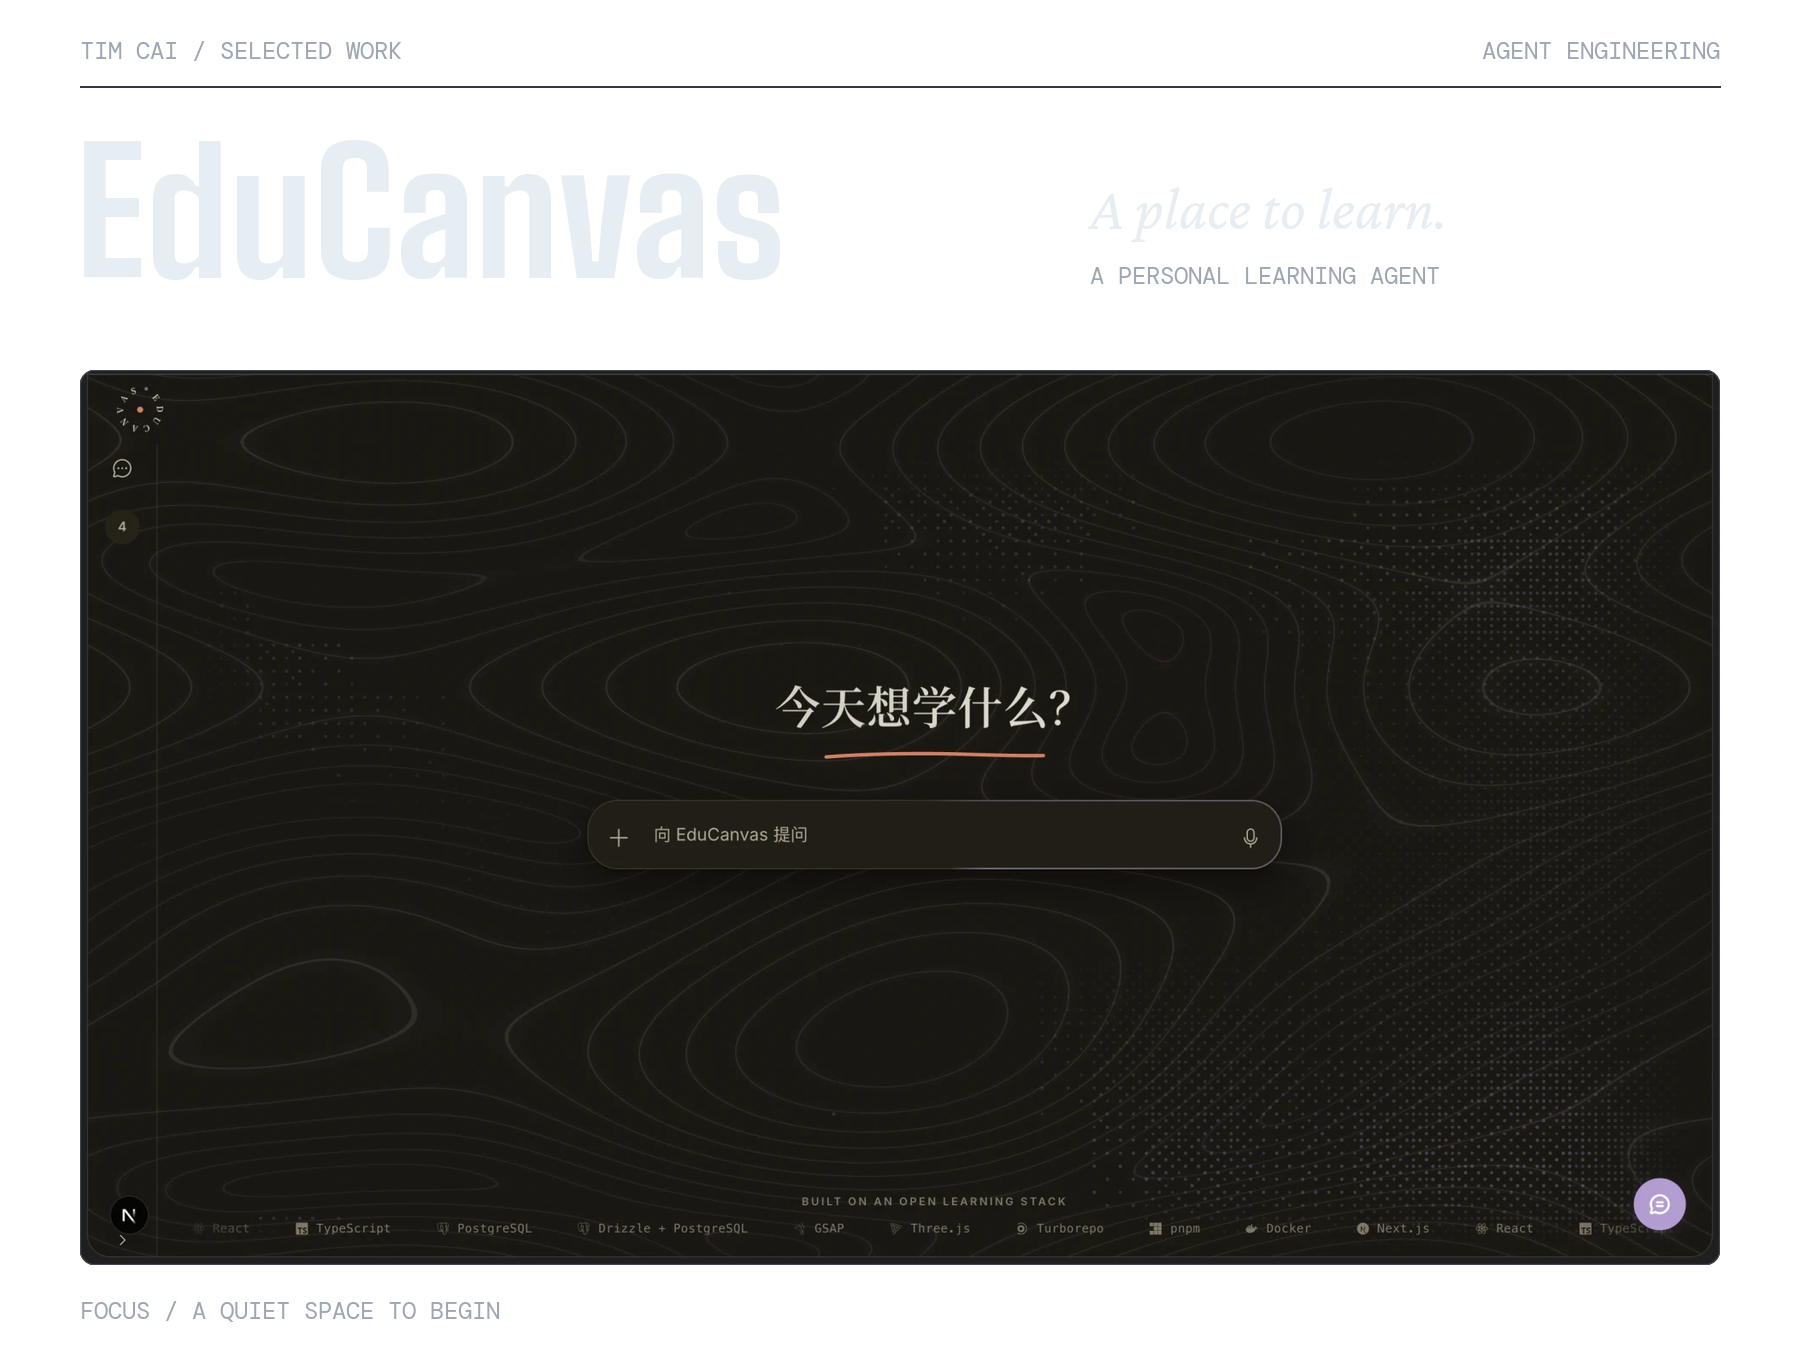 TIM CAI / SELECTED WORK
AGENT ENGINEERING
EduCanvas
A place to learn.
A PERSONAL LEARNING AGENT
EDUCANVAS
4
今天想学什么?
向 EduCanvas 提问
BUILT ON AN OPEN LEARNING STACK
React TypeScript PostgreSQL Drizzle + PostgreSQL GSAP Three.js Turborepo pnpm Docker Next.js React
N
FOCUS / A QUIET SPACE TO BEGIN